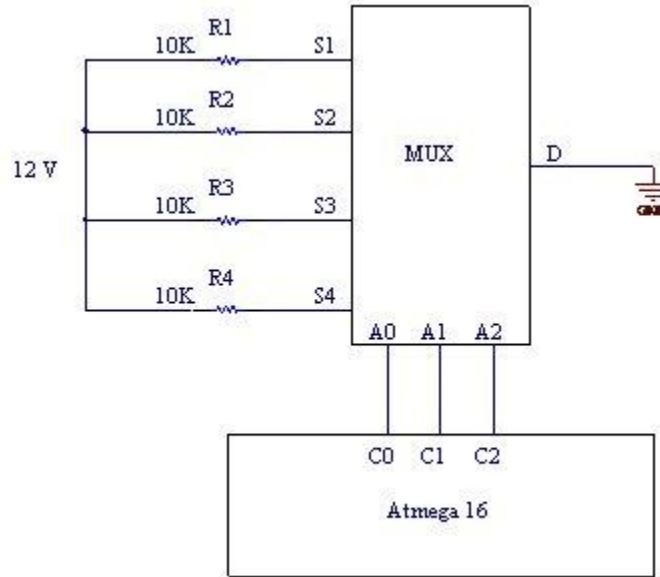 R1
10K S1
R2
10K S2
MUX D
12 V
R3
10K S3
R4
10K S4
A0 A1 A2
C0 C1 C2
Atmega 16